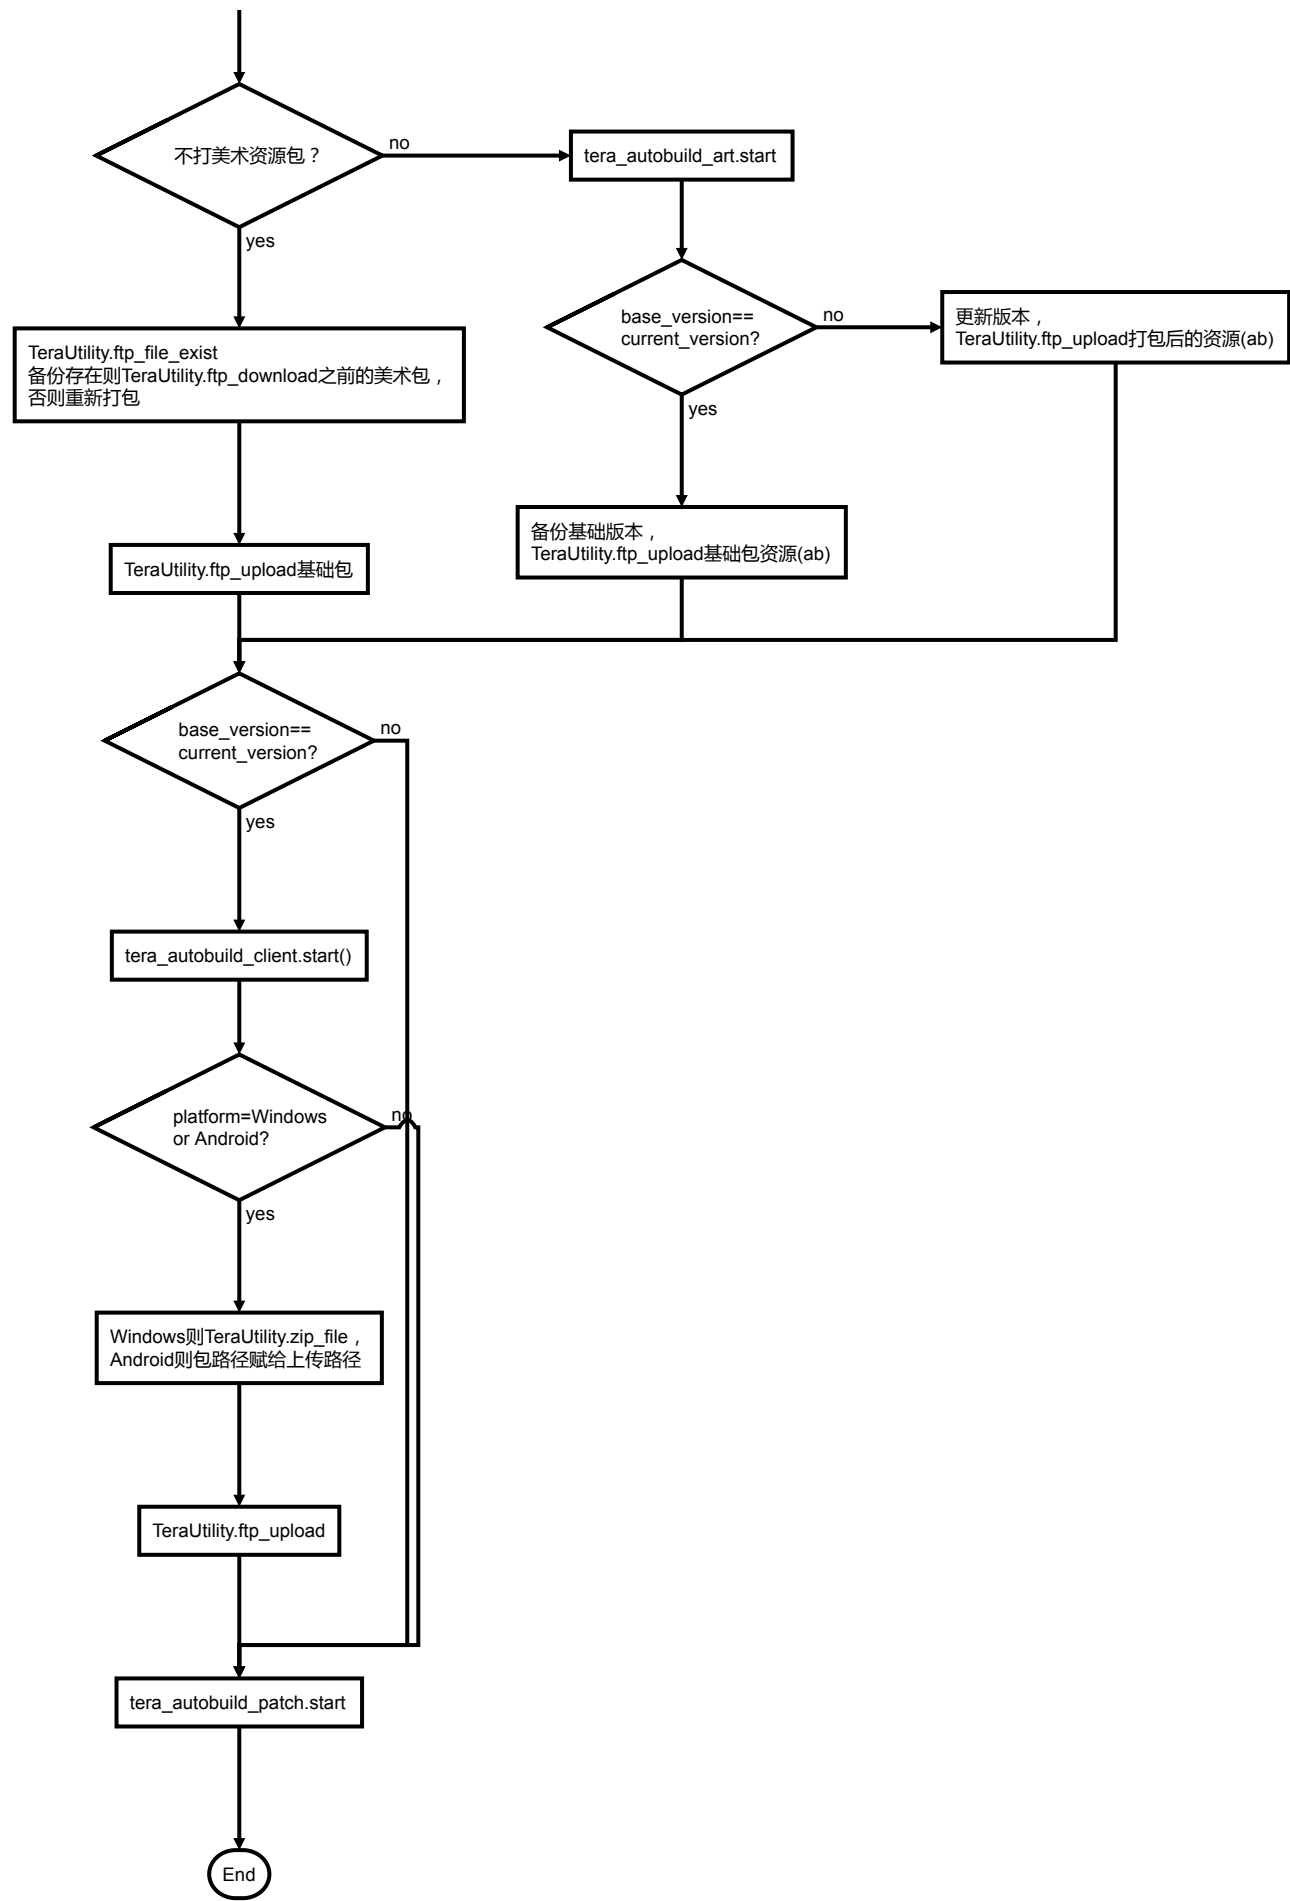 不打美术资源包？
no
tera_autobuild_art.start
yes
base_version==
current_version?
no
更新版本，
TeraUtility.ftp_upload打包后的资源(ab)
TeraUtility.ftp_file_exist
备份存在则TeraUtility.ftp_download之前的美术包，
否则重新打包
yes
备份基础版本，
TeraUtility.ftp_upload基础包资源(ab)
TeraUtility.ftp_upload基础包
base_version==
current_version?
no
yes
tera_autobuild_client.start()
platform=Windows
or Android?
no
yes
Windows则TeraUtility.zip_file，
Android则包路径赋给上传路径
TeraUtility.ftp_upload
tera_autobuild_patch.start
End